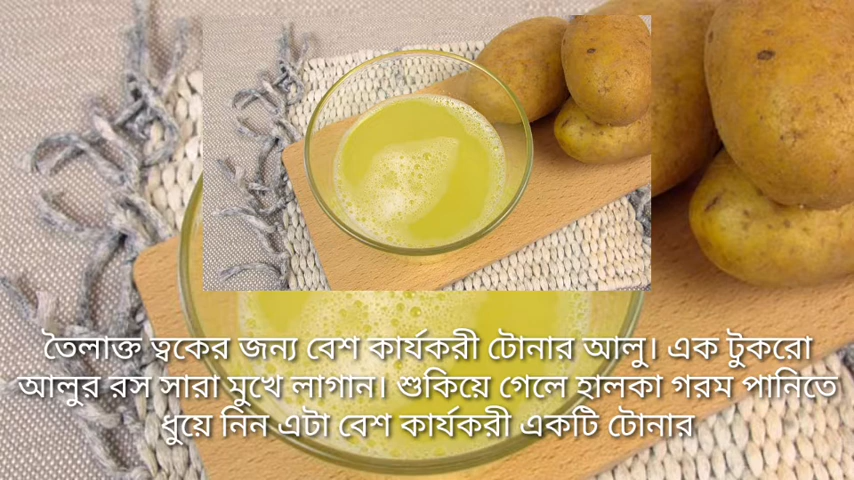 তৈলাক্ত ত্বকের জন্য বেশ কার্যকরী টোনার আলু। এক টুকরো
আলুর রস সারা মুখে লাগান। শুকিয়ে গেলে হালকা গরম পানিতে
ধুয়ে নিন এটা বেশ কার্যকরী একটি টোনার